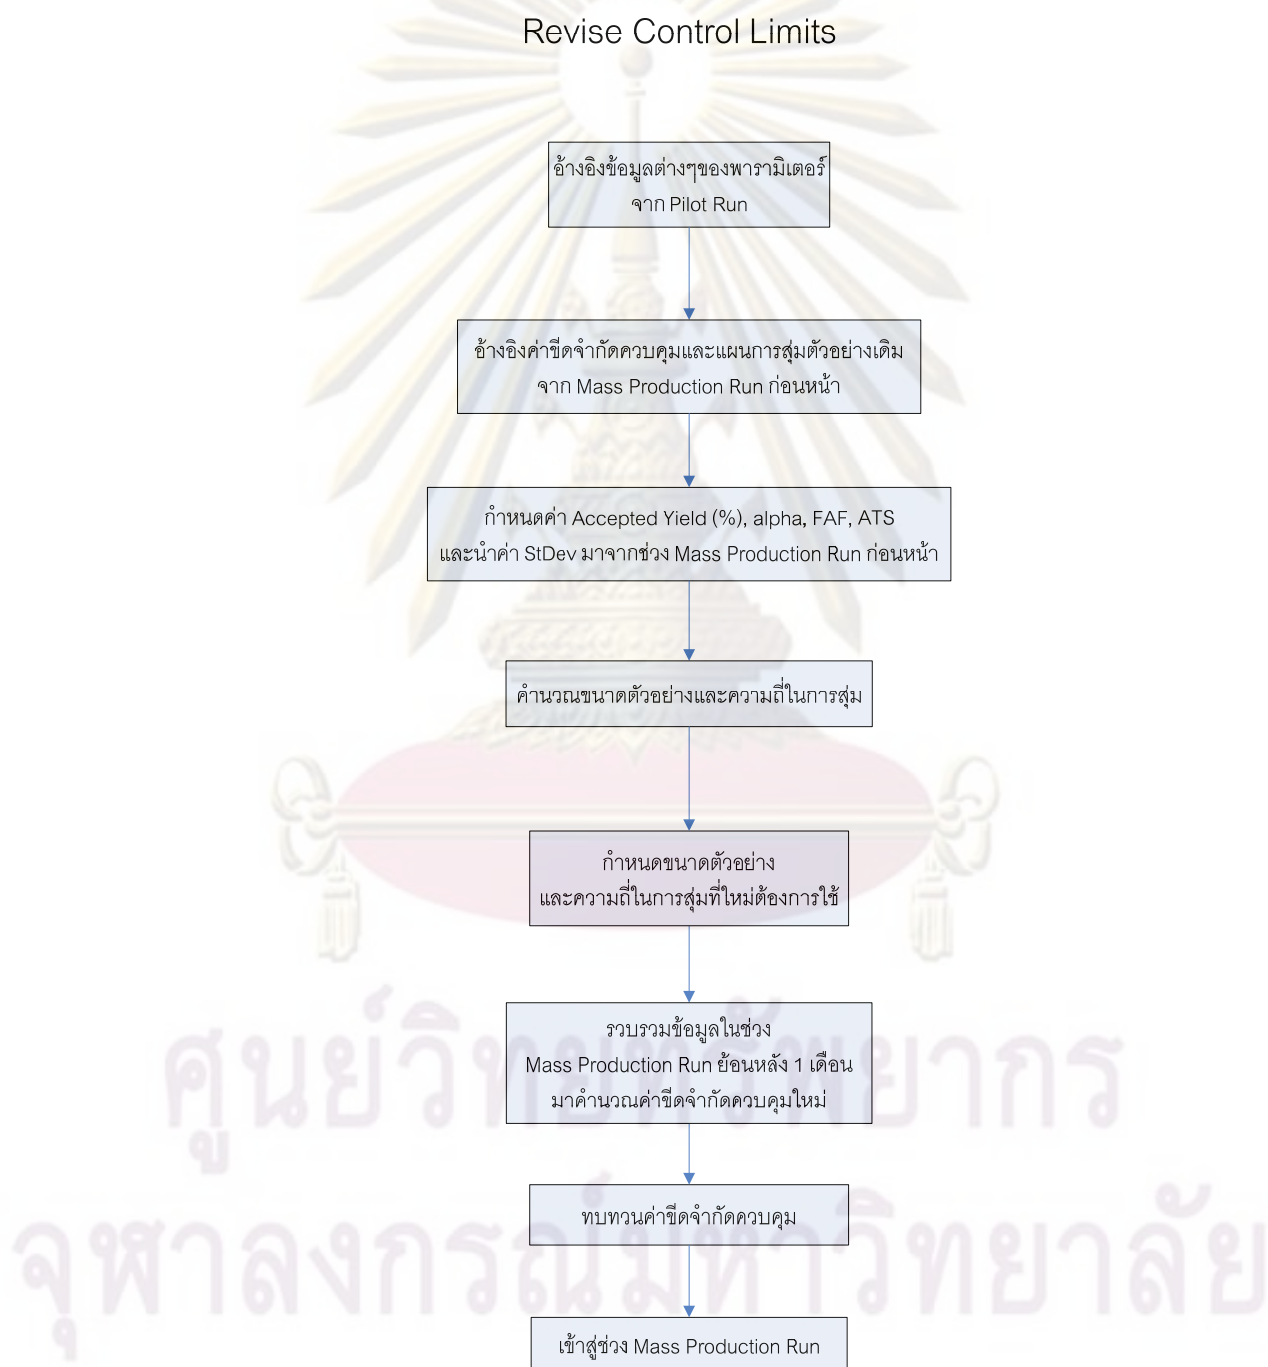 Revise Control Limits
อ้างอิงข้อมูลต่างๆของพารามิเตอร์
จาก Pilot Run
อ้างอิงค่าขีดจำกัดควบคุมและแผนการสุ่มตัวอย่างเดิม
จาก Mass Production Run ก่อนหน้า
กำหนดค่า Accepted Yield (%), alpha, FAF, ATS
และนำค่า StDev มาจากช่วง Mass Production Run ก่อนหน้า
คำนวณขนาดตัวอย่างและความถี่ในการสุ่ม
กำหนดขนาดตัวอย่าง
และความถี่ในการสุ่มที่ใหม่ต้องการใช้
รวบรวมข้อมูลในช่วง
Mass Production Run ย้อนหลัง 1 เดือน
มาคำนวณค่าขีดจำกัดควบคุมใหม่
ทบทวนค่าขีดจำกัดควบคุม
เข้าสู่ช่วง Mass Production Run
ศูนย์วิทยทรัพยากร
จุฬาลงกรณ์มหาวิทยาลัย